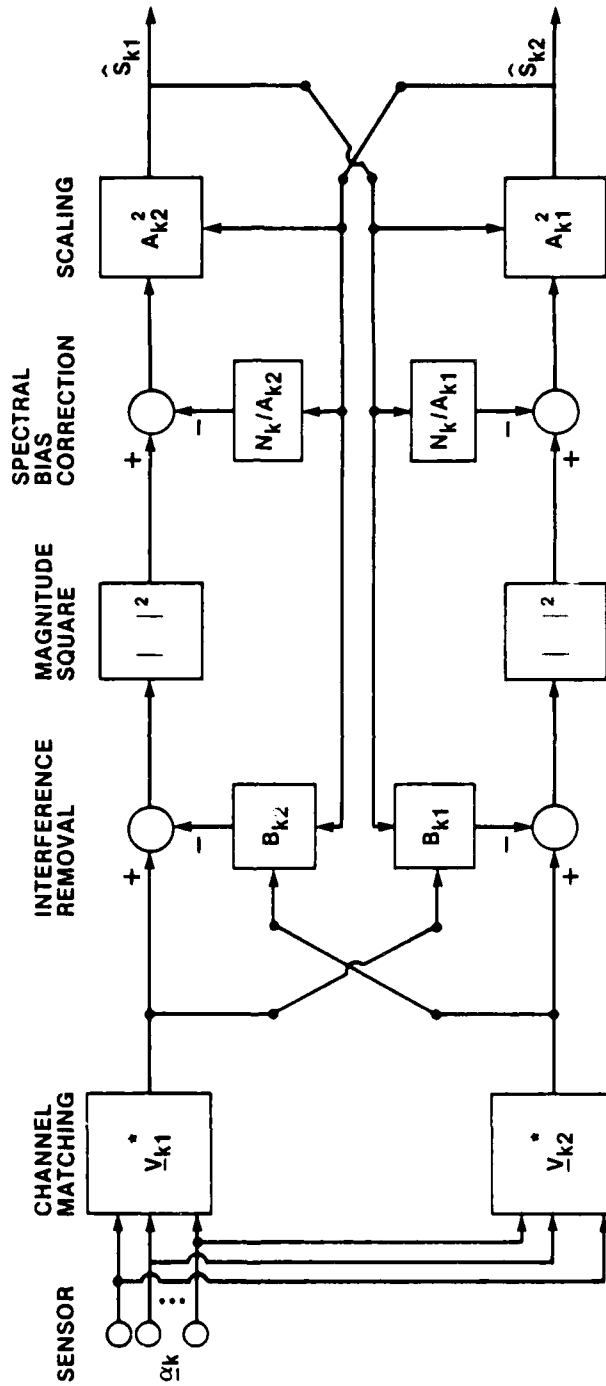 SENSOR
CHANNEL
MATCHING
INTERFERENCE
REMOVAL
MAGNITUDE
SQUARE
SPECTRAL
BIAS
CORRECTION
SCALING
α̲k
...
V̲*k1
V̲*k2
+
−
Bk2
Bk1
−
+
| |²
| |²
+
−
Nk/Ak2
Nk/Ak1
−
+
A²k2
A²k1
Ŝk1
Ŝk2